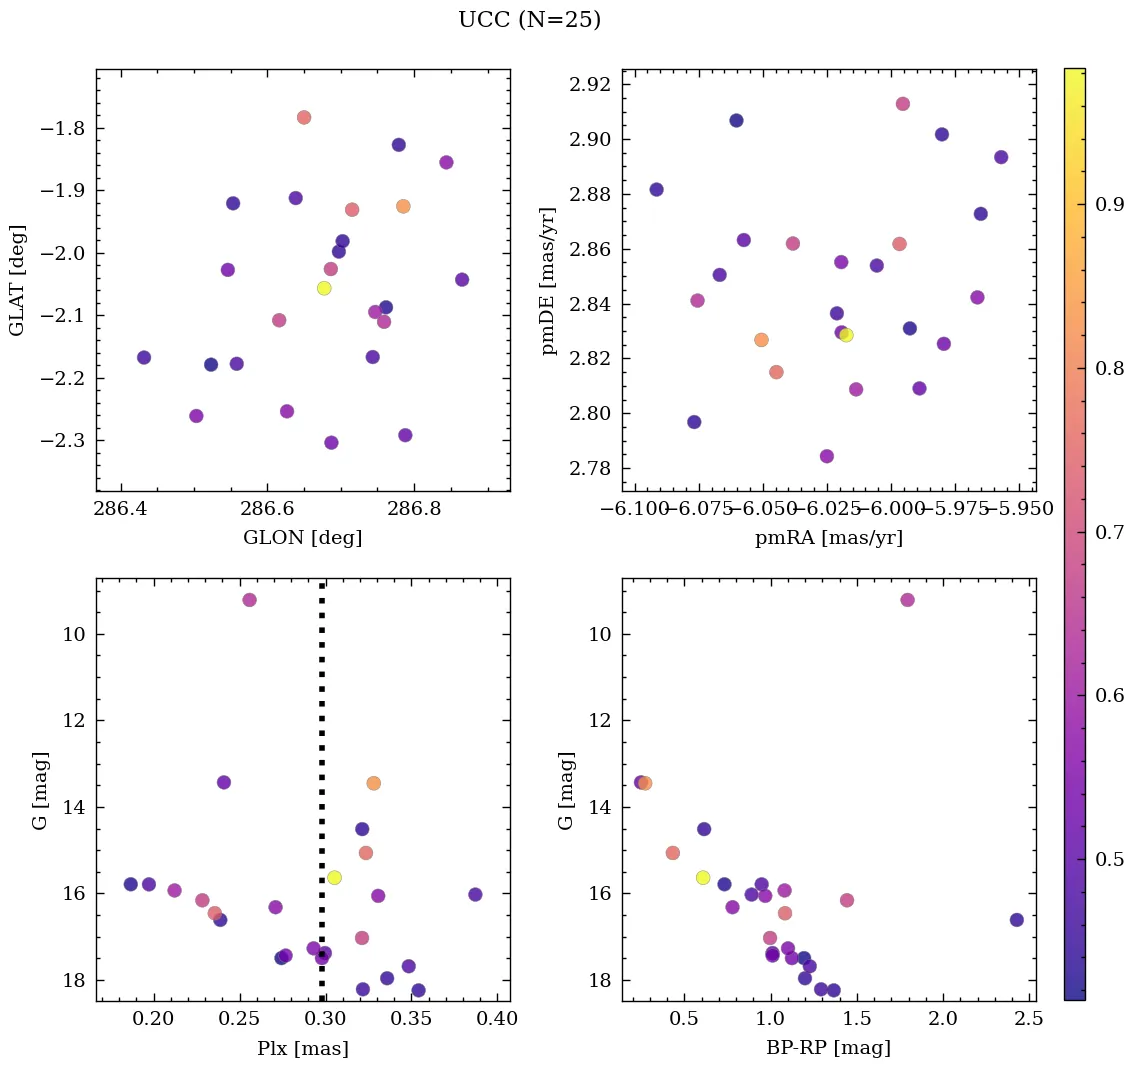 UCC (N=25)
−1.8
−1.9
−2.0
−2.1
−2.2
−2.3
GLAT [deg]
286.4 286.6 286.8
GLON [deg]
2.92
2.90
2.88
2.86
2.84
2.82
2.80
2.78
pmDE [mas/yr]
−6.100 −6.075 −6.050 −6.025 −6.000 −5.975 −5.950
pmRA [mas/yr]
10
12
14
16
18
G [mag]
0.20 0.25 0.30 0.35 0.40
Plx [mas]
10
12
14
16
18
G [mag]
0.5 1.0 1.5 2.0 2.5
BP-RP [mag]
0.9
0.8
0.7
0.6
0.5